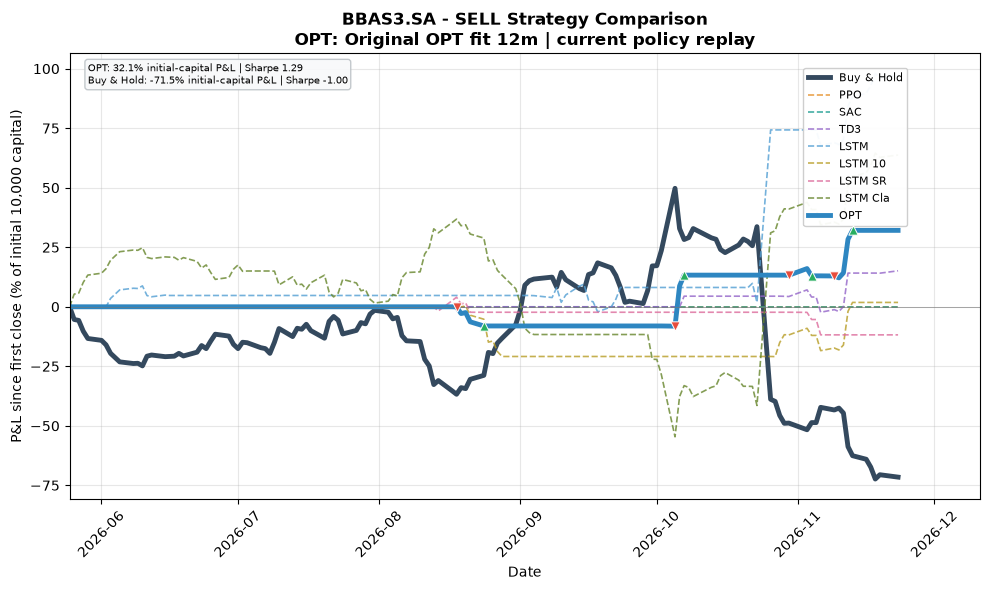 BBAS3.SA - SELL Strategy Comparison
OPT: Original OPT fit 12m | current policy replay
OPT: 32.1% initial-capital P&L | Sharpe 1.29
Buy & Hold: -71.5% initial-capital P&L | Sharpe -1.00
Buy & Hold
PPO
SAC
TD3
LSTM
LSTM 10
LSTM SR
LSTM Cla
OPT
P&L since first close (% of initial 10,000 capital)
100
75
50
25
0
−25
−50
−75
2026-06
2026-07
2026-08
2026-09
2026-10
2026-11
2026-12
Date